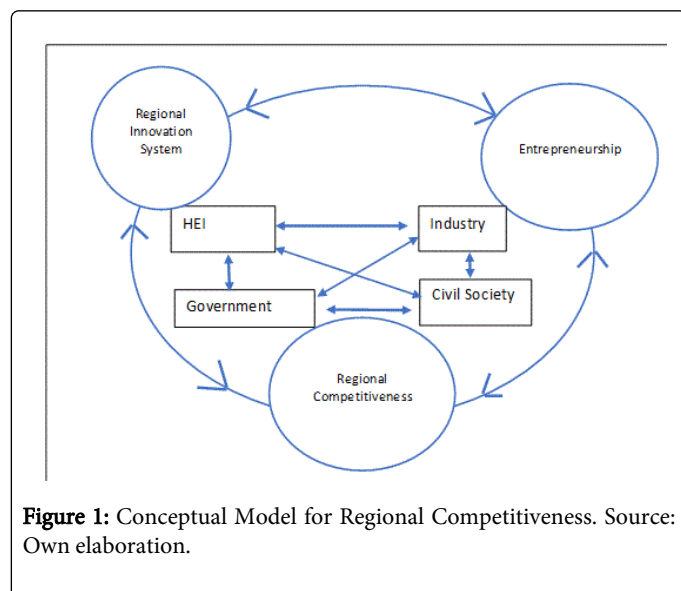 Regional
Innovation
System
Entrepreneurship
HEI
Industry
Government
Civil Society
Regional
Competitiveness
Figure 1: Conceptual Model for Regional Competitiveness. Source:
Own elaboration.